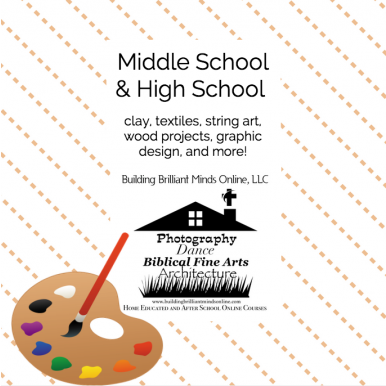 Middle School
& High School
clay, textiles, string art,
wood projects, graphic
design, and more!
Building Brilliant Minds Online, LLC
Photography
Dance
Biblical Fine Arts
Architecture
www.buildingbrilliantmindsonline.com
Home Educated and After School Online Courses